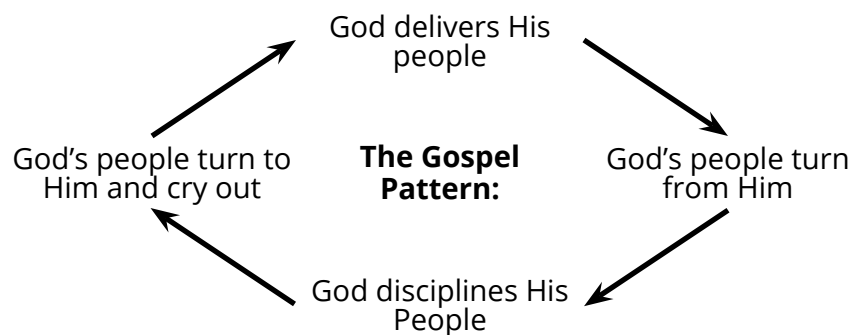 God delivers His
people
God's people turn to
Him and cry out
The Gospel
Pattern:
God's people turn
from Him
God disciplines His
People